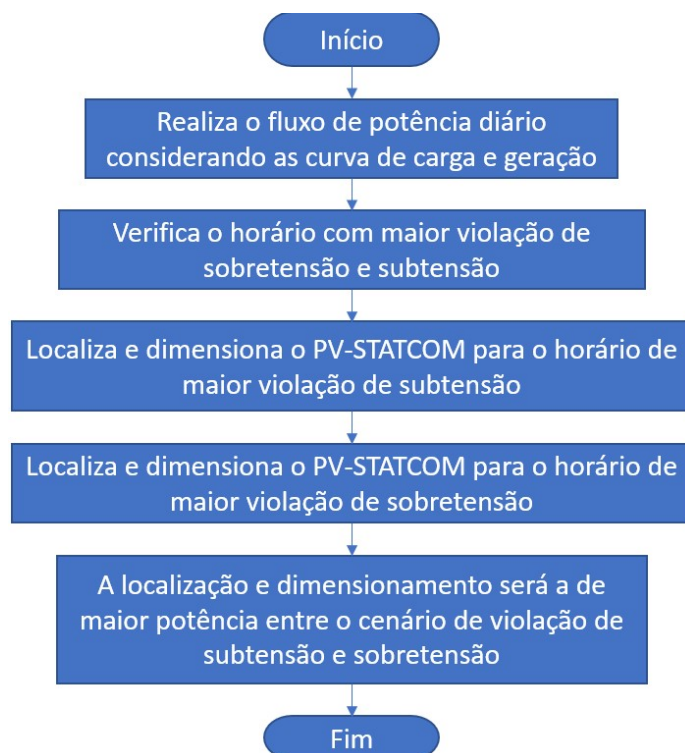 Início
Realiza o fluxo de potência diário
considerando as curva de carga e geração
Verifica o horário com maior violação de
sobretensão e subtensão
Localiza e dimensiona o PV-STATCOM para o horário de
maior violação de subtensão
Localiza e dimensiona o PV-STATCOM para o horário de
maior violação de sobretensão
A localização e dimensionamento será a de
maior potência entre o cenário de violação de
subtensão e sobretensão
Fim